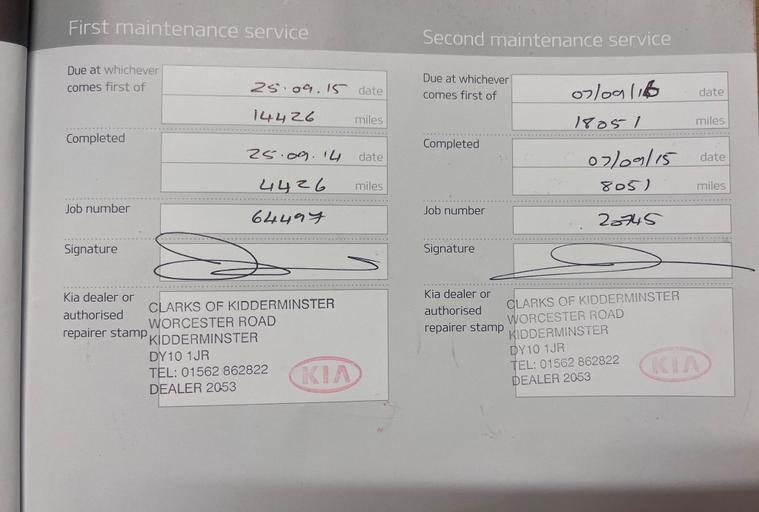 First maintenance service
Due at whichever
comes first of
25.09.15 date
14426 miles
Completed
25.09.14 date
4426 miles
Job number
64497
Signature
Kia dealer or
authorised
repairer stamp
CLARKS OF KIDDERMINSTER
WORCESTER ROAD
KIDDERMINSTER
DY10 1JR
TEL: 01562 862822
DEALER 2053
KIA
Second maintenance service
Due at whichever
comes first of
07/09/16 date
18051 miles
Completed
07/09/15 date
8051 miles
Job number
20745
Signature
Kia dealer or
authorised
repairer stamp
CLARKS OF KIDDERMINSTER
WORCESTER ROAD
KIDDERMINSTER
DY10 1JR
TEL: 01562 862822
DEALER 2053
KIA